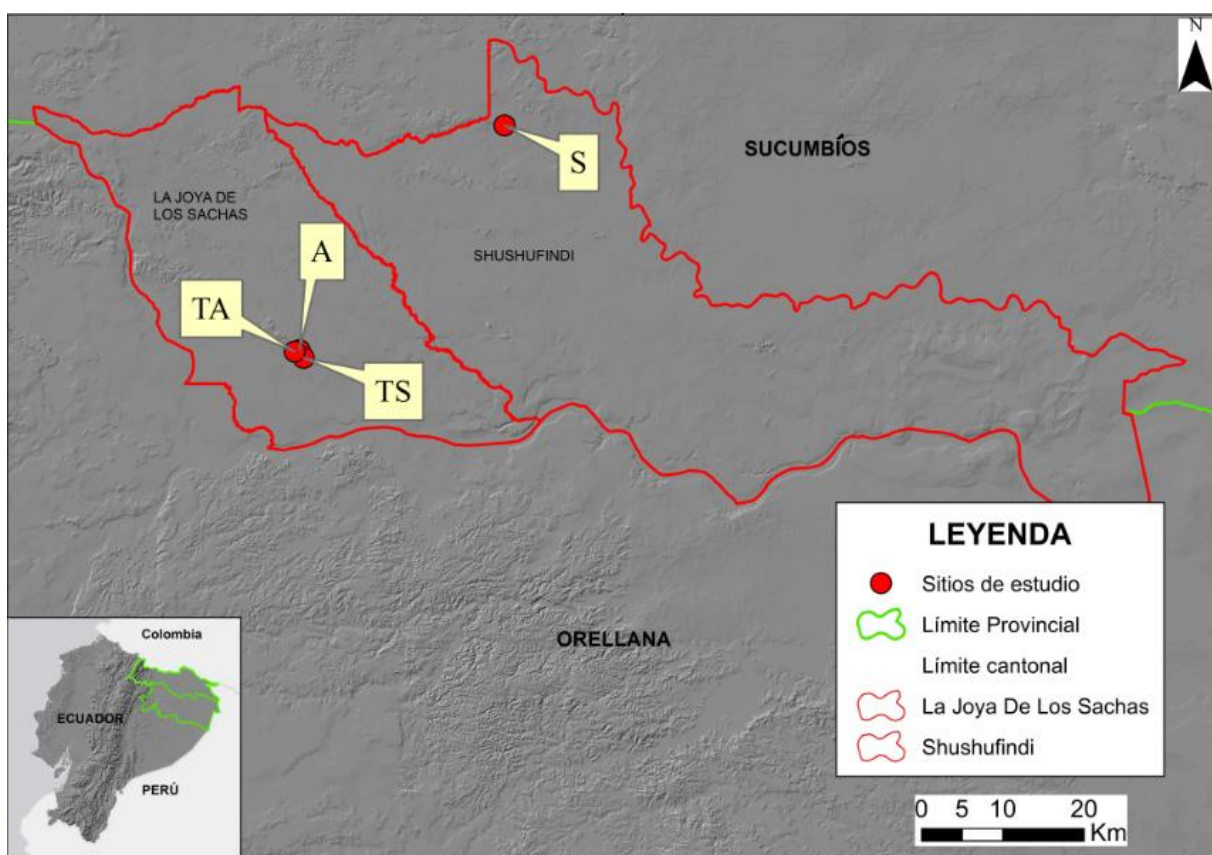 N
SUCUMBÍOS
S
LA JOYA DE
LOS SACHAS
A
SHUSHUFINDI
TA
TS
LEYENDA
Sitios de estudio
Límite Provincial
Límite cantonal
La Joya De Los Sachas
Shushufindi
ORELLANA
Colombia
ECUADOR
PERÚ
0 5 10 20
Km